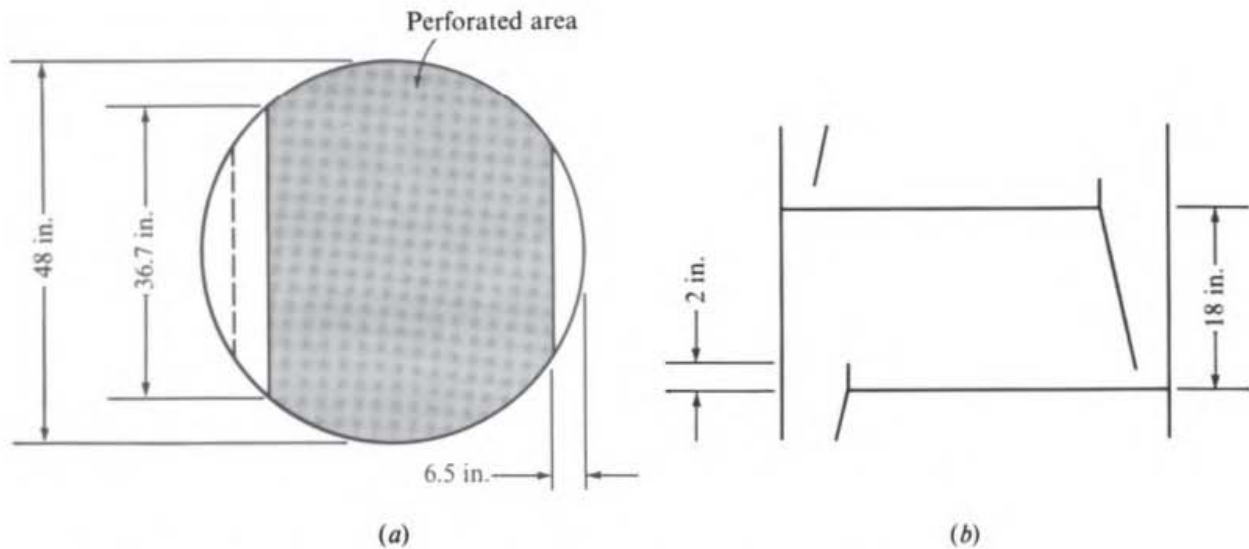 Perforated area
48 in.
36.7 in.
6.5 in.
(a)
2 in.
18 in.
(b)